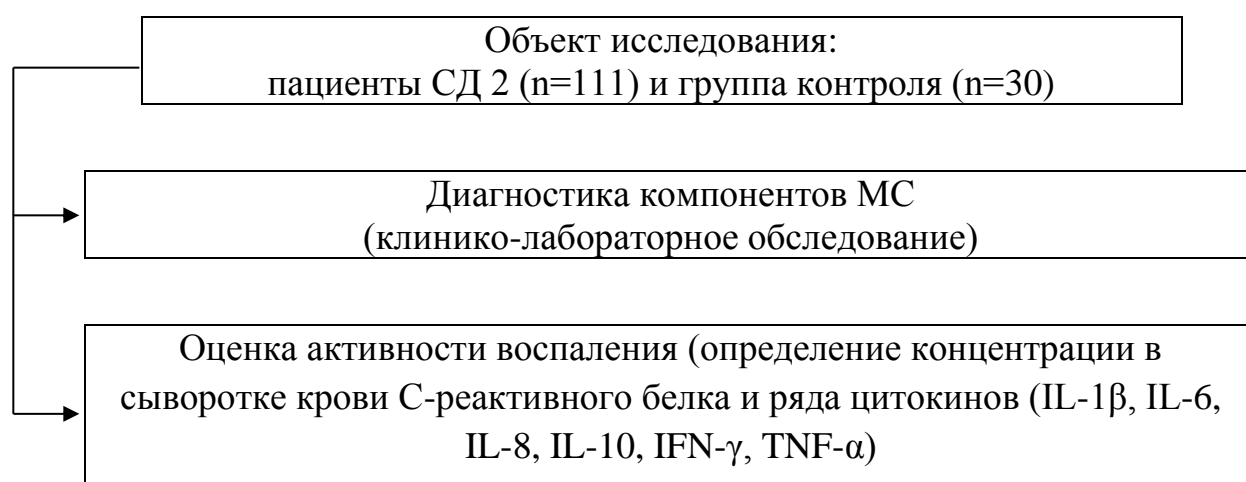 Объект исследования:
пациенты СД 2 (n=111) и группа контроля (n=30)
Диагностика компонентов МС
(клинико-лабораторное обследование)
Оценка активности воспаления (определение концентрации в
сыворотке крови С-реактивного белка и ряда цитокинов (IL-1β, IL-6,
IL-8, IL-10, IFN-γ, TNF-α)